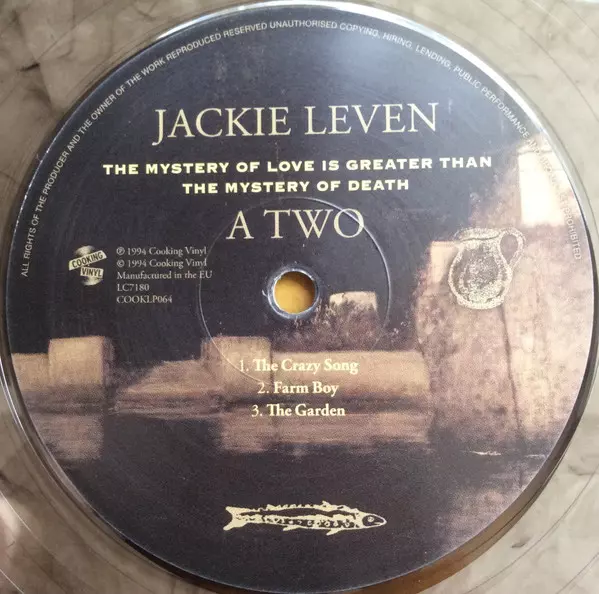 ALL RIGHTS OF THE PRODUCER AND THE OWNER OF THE WORK REPRODUCED RESERVED UNAUTHORISED COPYING, HIRING, LENDING, PUBLIC PERFORMANCE PROHIBITED
JACKIE LEVEN
THE MYSTERY OF LOVE IS GREATER THAN
THE MYSTERY OF DEATH
A TWO
COOKING
VINYL
℗ 1994 Cooking Vinyl
© 1994 Cooking Vinyl
Manufactured in the EU
LC7180
COOKLP064
1. The Crazy Song
2. Farm Boy
3. The Garden